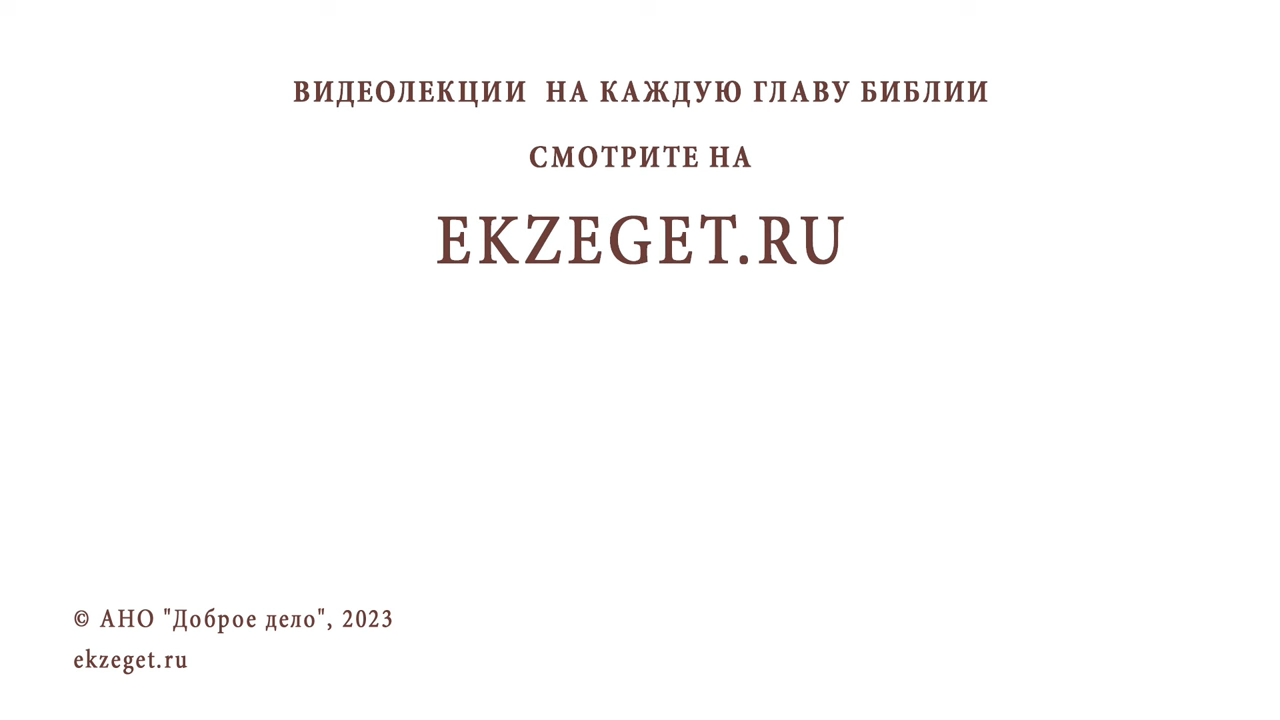 ВИДЕОЛЕКЦИИ НА КАЖДУЮ ГЛАВУ БИБЛИИ
СМОТРИТЕ НА
EKZEGET.RU
© АНО "Доброе дело", 2023
ekzeget.ru